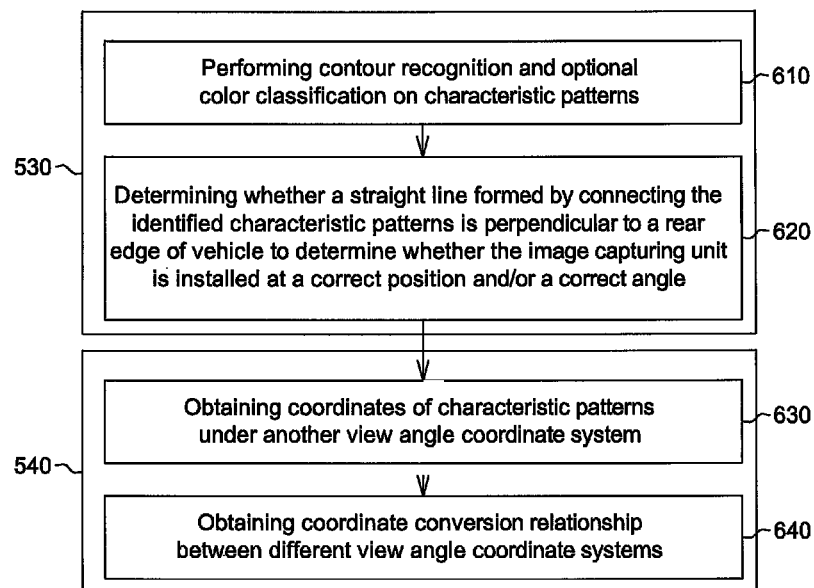 Performing contour recognition and optional
color classification on characteristic patterns
610
530
Determining whether a straight line formed by connecting the
identified characteristic patterns is perpendicular to a rear
edge of vehicle to determine whether the image capturing unit
is installed at a correct position and/or a correct angle
620
540
Obtaining coordinates of characteristic patterns
under another view angle coordinate system
630
Obtaining coordinate conversion relationship
between different view angle coordinate systems
640